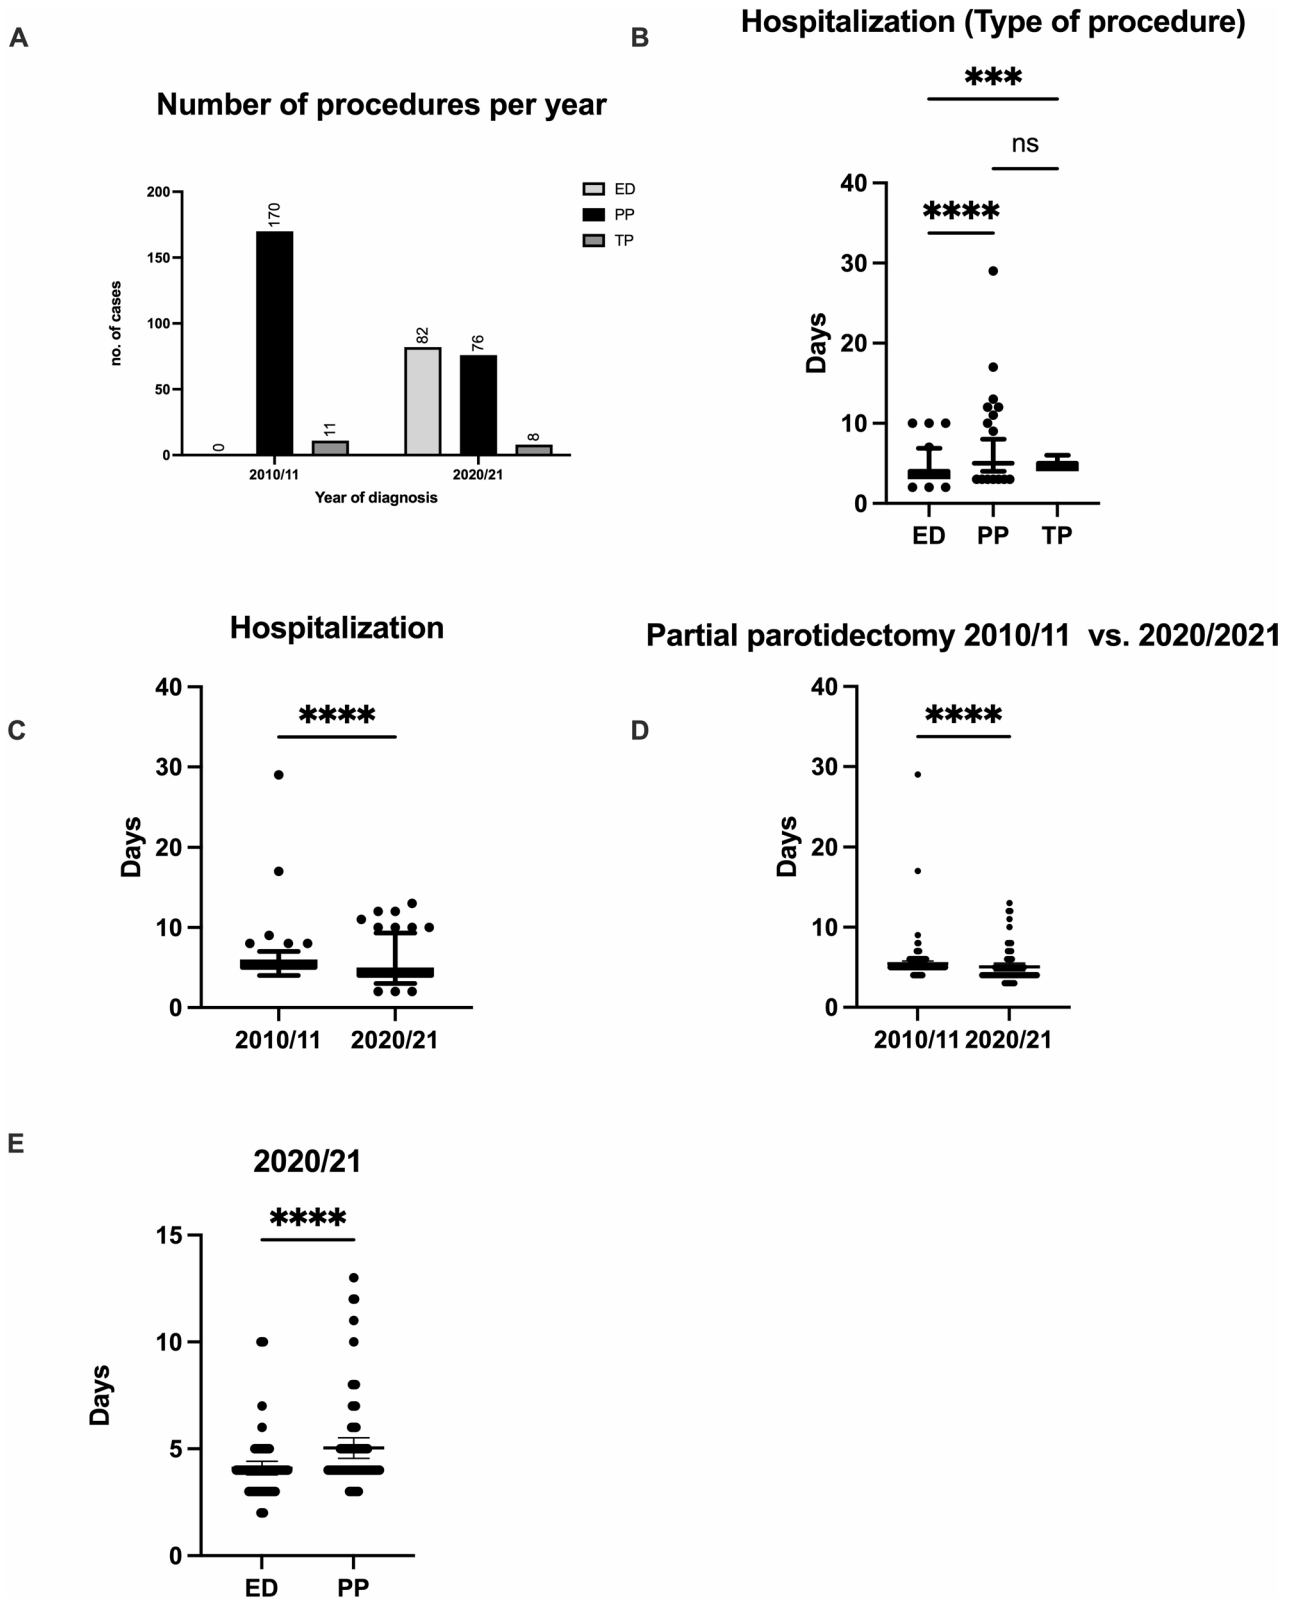 A
Number of procedures per year
200
150
100
50
0
no. of cases
0
170
11
82
76
8
2010/11
2020/21
Year of diagnosis
ED
PP
TP
B
Hospitalization (Type of procedure)
***
ns
****
40
30
20
10
0
Days
ED
PP
TP
C
Hospitalization
****
40
30
20
10
0
Days
2010/11
2020/21
D
Partial parotidectomy 2010/11 vs. 2020/2021
****
40
30
20
10
0
Days
2010/11
2020/21
E
2020/21
****
15
10
5
0
Days
ED
PP